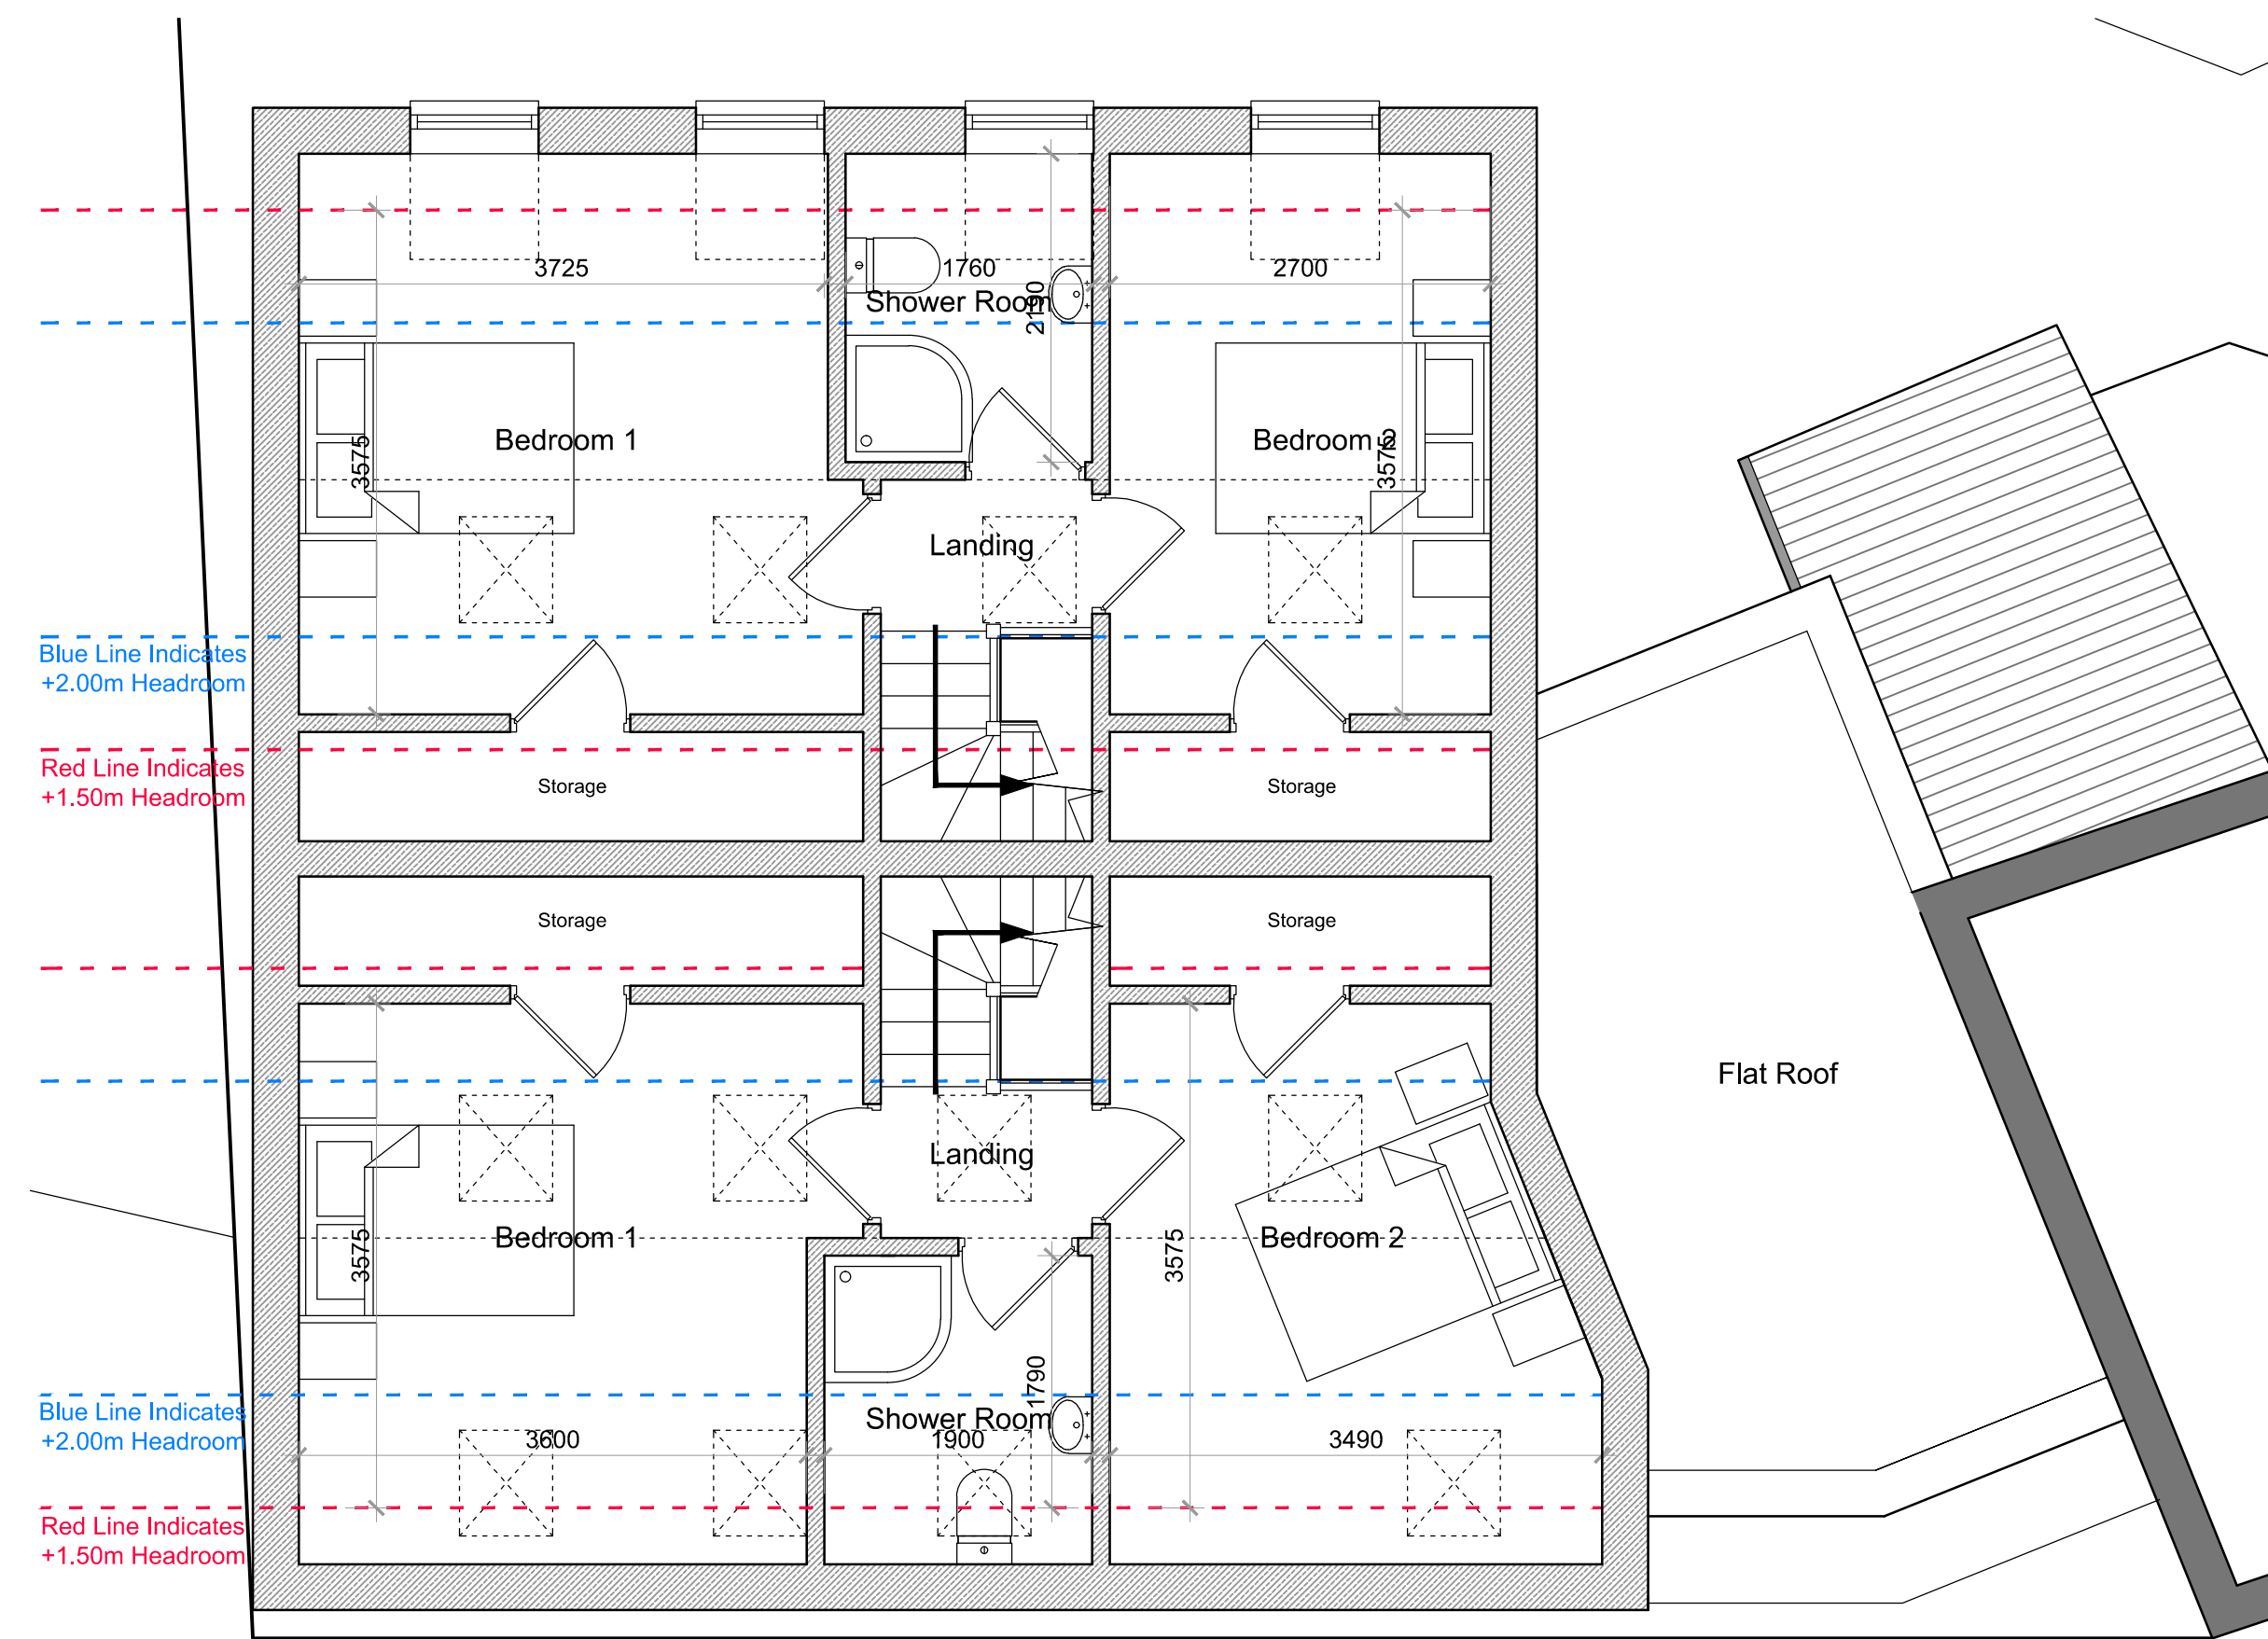 3725
1760
2700
Shower Room
2190
Bedroom 1
Bedroom 2
3575
3575
Landing
Blue Line Indicates
+2.00m Headroom
Red Line Indicates
+1.50m Headroom
Storage
Storage
Storage
Storage
Flat Roof
Landing
Bedroom 1
Bedroom 2
3575
3575
1790
Blue Line Indicates
+2.00m Headroom
Shower Room
3600
1900
3490
Red Line Indicates
+1.50m Headroom